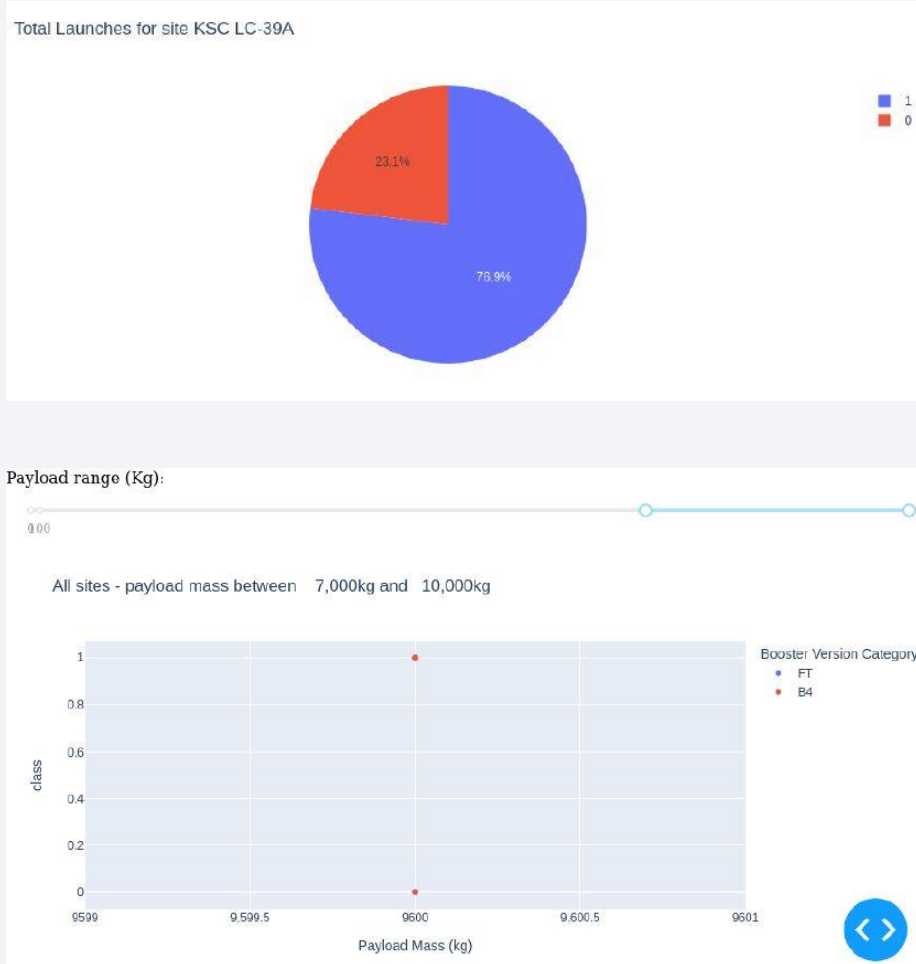 Total Launches for site KSC LC-39A
1
0
23.1%
76.9%
Payload range (Kg):
All sites - payload mass between 7,000kg and 10,000kg
Booster Version Category
FT
B4
class
1
0.8
0.6
0.4
0.2
0
9599
9,599.5
9600
9,600.5
9601
Payload Mass (kg)